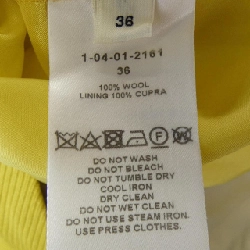 36
1-04-01-2161
36
100% WOOL
LINING 100% CUPRA
DO NOT WASH
DO NOT BLEACH
DO NOT TUMBLE DRY
COOL IRON
DRY CLEAN
DO NOT WET CLEAN
DO NOT USE STEAM IRON.
USE PRESS CLOTHES.